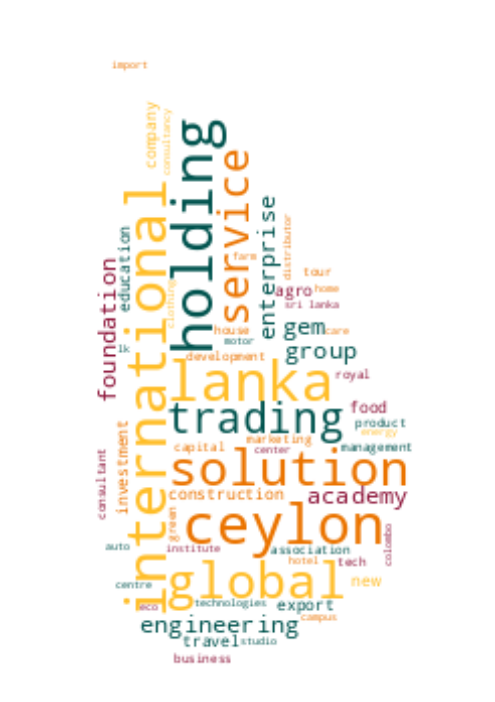 import
company
consultancy
holding
service
international
education
enterprise
distributor
farm
tour
foundation
agro
home
clothing
sri lanka
house
gem
care
motor
lk
group
development
lanka
royal
trading
food
product
energy
investment
marketing
capital
center
management
consultant
solution
construction
academy
green
ceylon
colombo
auto
institute
association
hotel
tech
centre
global
new
eco
technologies
export
engineering
campus
travel
studio
business